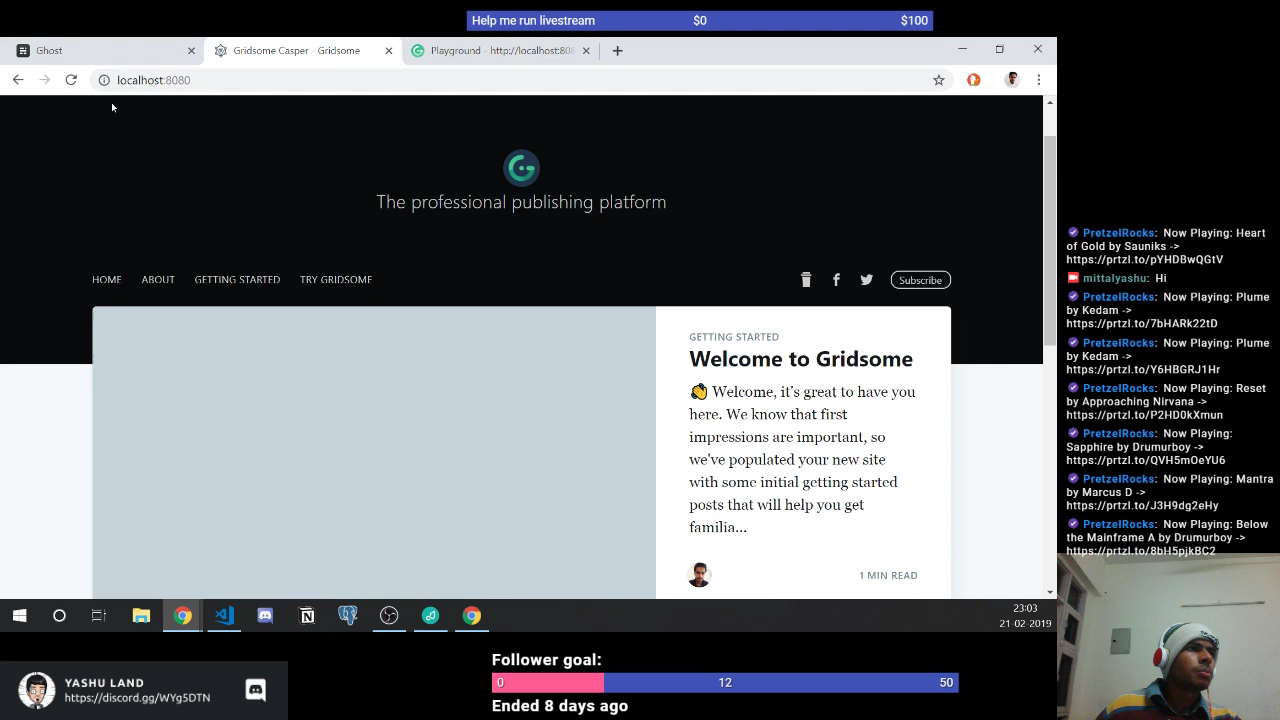 Help me run livestream $0 $100
Ghost
Gridsome Casper - Gridsome
Playground - http://localhost:808
localhost:8080
The professional publishing platform
HOME ABOUT GETTING STARTED TRY GRIDSOME
Subscribe
GETTING STARTED
Welcome to Gridsome
👋 Welcome, it's great to have you
here. We know that first
impressions are important, so
we've populated your new site
with some initial getting started
posts that will help you get
familia...
1 MIN READ
PretzelRocks: Now Playing: Heart
of Gold by Sauniks ->
https://prtzl.to/pYHDBwQGtV
mittalyashu: Hi
PretzelRocks: Now Playing: Plume
by Kedam ->
https://prtzl.to/7bHARk22tD
PretzelRocks: Now Playing: Plume
by Kedam ->
https://prtzl.to/Y6HBGRJ1Hr
PretzelRocks: Now Playing: Reset
by Approaching Nirvana ->
https://prtzl.to/P2HD0kXmun
PretzelRocks: Now Playing:
Sapphire by Drumurboy ->
https://prtzl.to/QVH5mOeYU6
PretzelRocks: Now Playing: Mantra
by Marcus D ->
https://prtzl.to/J3H9dg2eHy
PretzelRocks: Now Playing: Below
the Mainframe A by Drumurboy ->
https://prtzl.to/8bH5pjkBC2
23:03
21-02-2019
YASHU LAND
https://discord.gg/WYg5DTN
Follower goal:
0 12 50
Ended 8 days ago